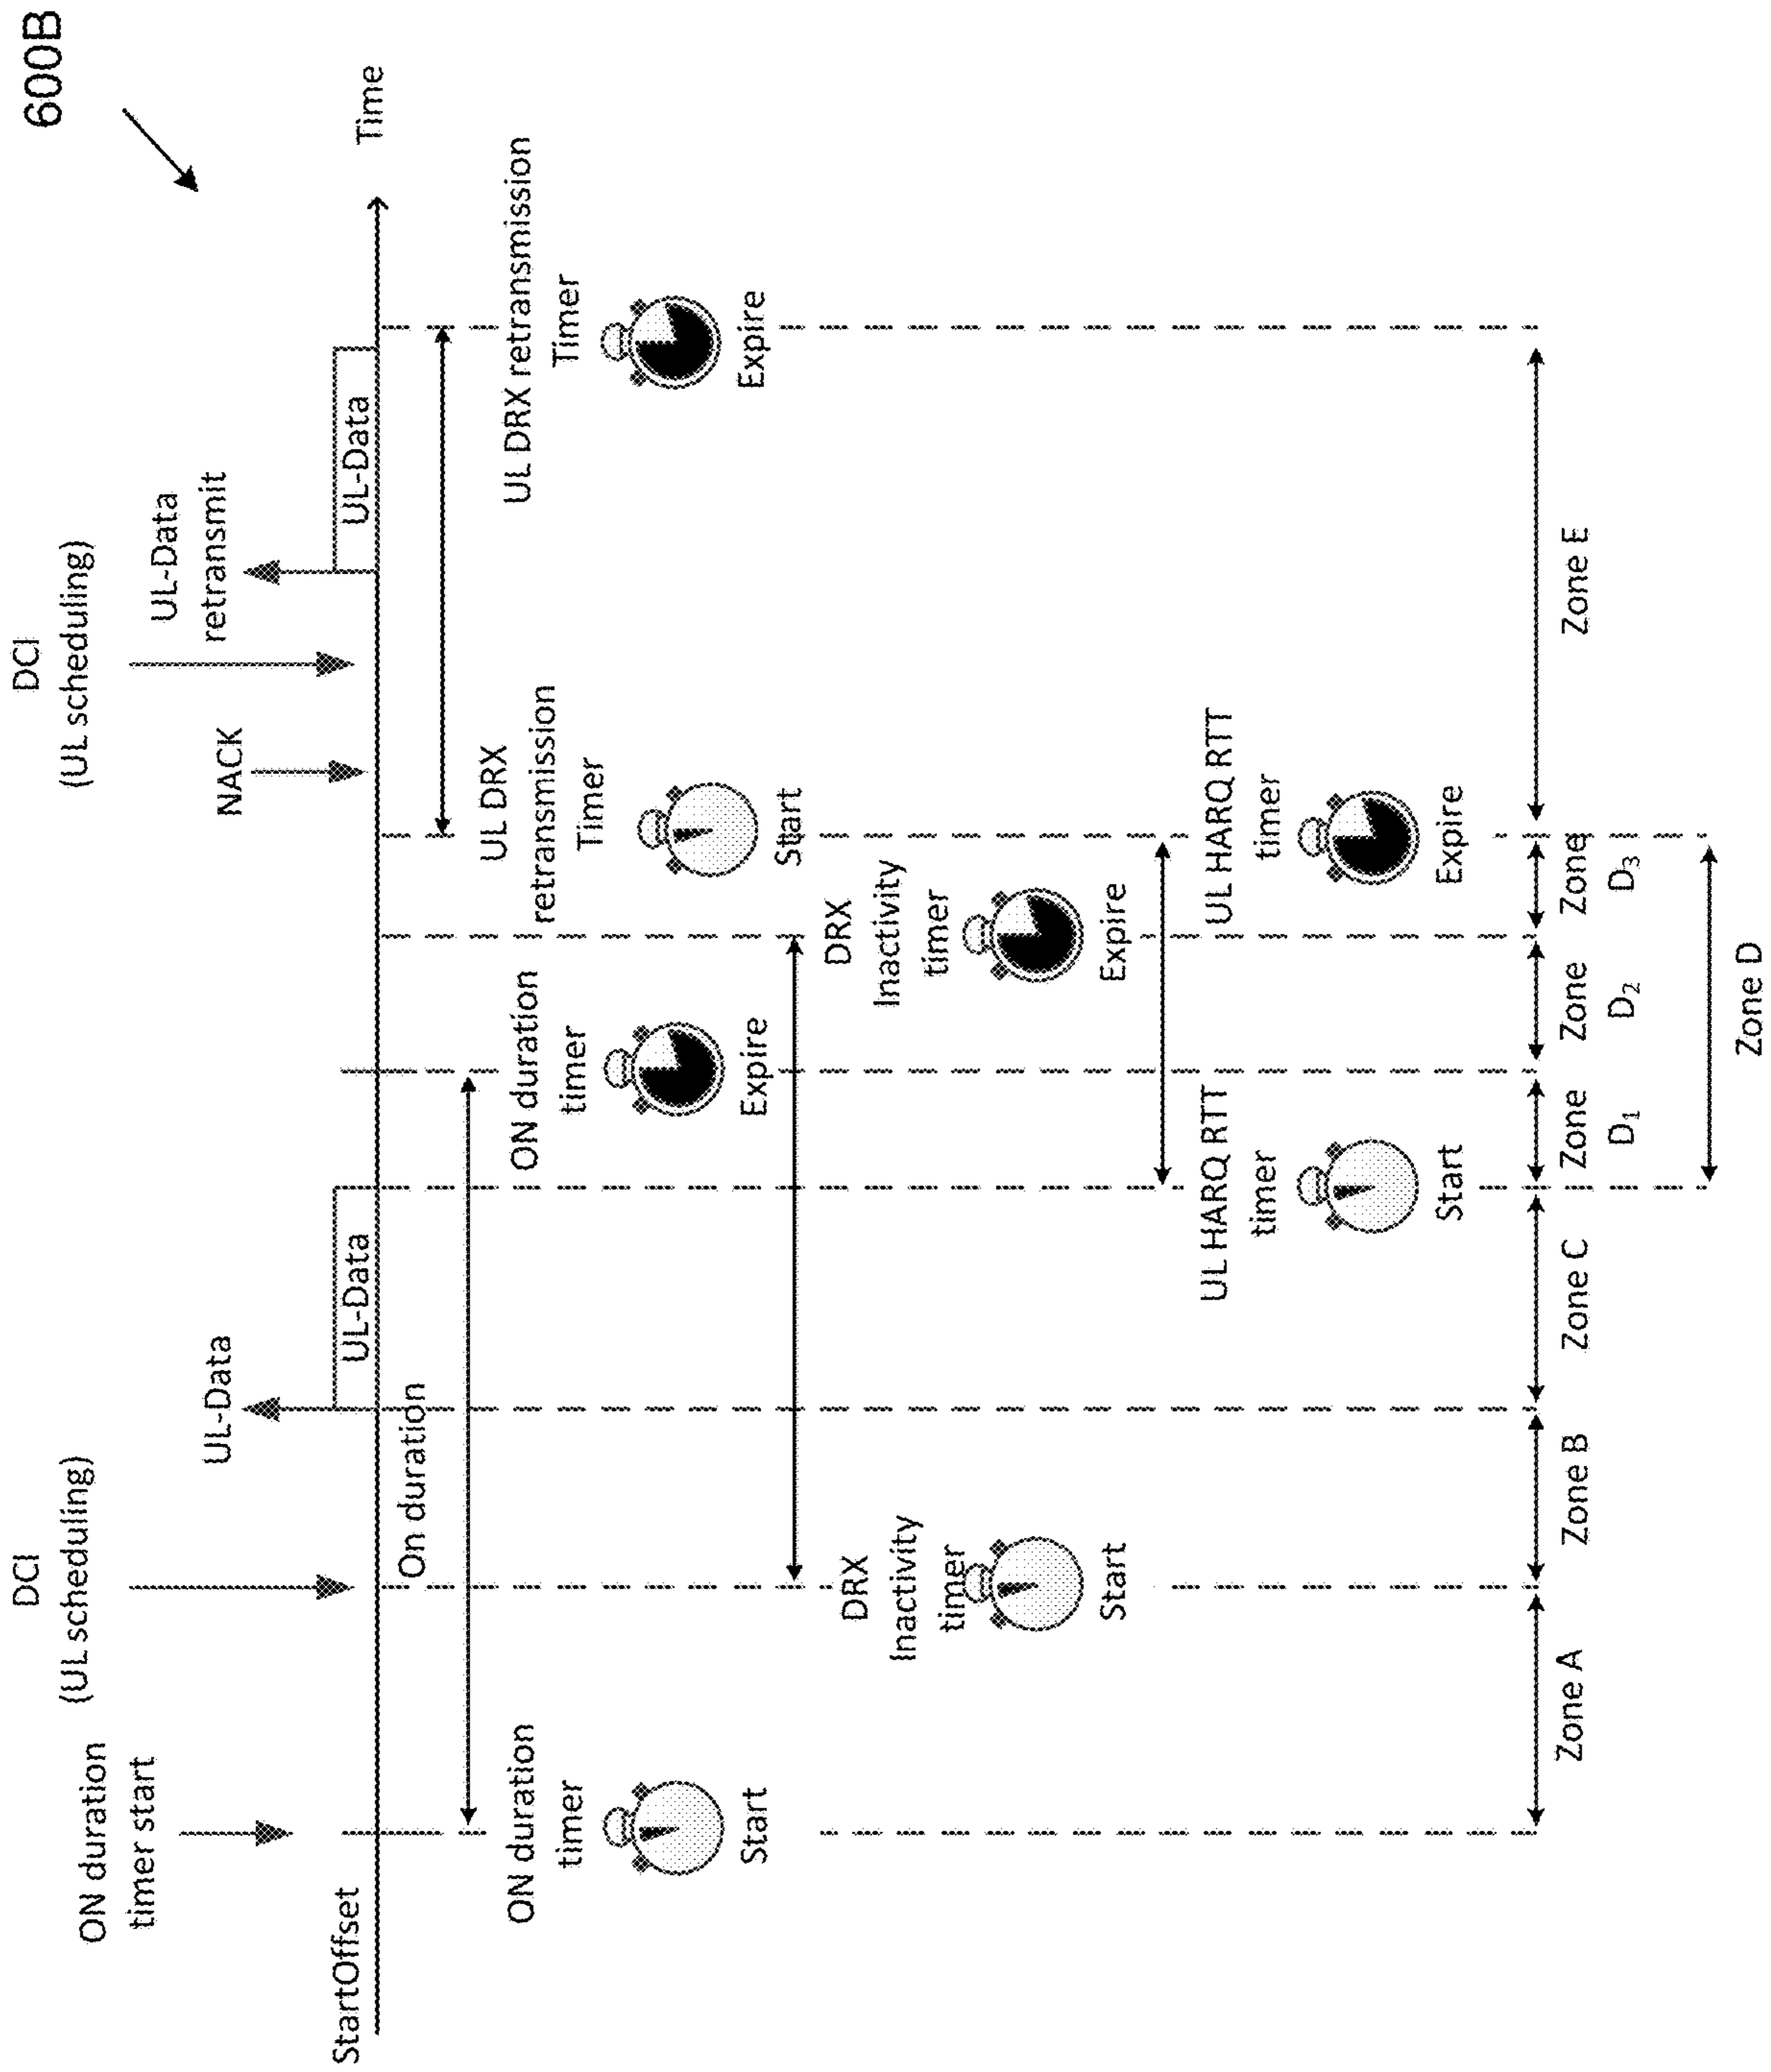 600B
ON duration
timer start
DCI
(UL scheduling)
UL-Data
NACK
DCI
(UL scheduling)
UL-Data
retransmit
StartOffset
UL-Data
UL-Data
Time
On duration
ON duration
timer
Start
ON duration
timer
Expire
UL DRX
retransmission
Timer
Start
UL DRX retransmission
Timer
Expire
DRX
Inactivity
timer
Start
DRX
Inactivity
timer
Expire
UL HARQ RTT
timer
Start
UL HARQ RTT
timer
Expire
Zone A
Zone B
Zone C
Zone
D₁
Zone
D₂
Zone
D₃
Zone E
Zone D